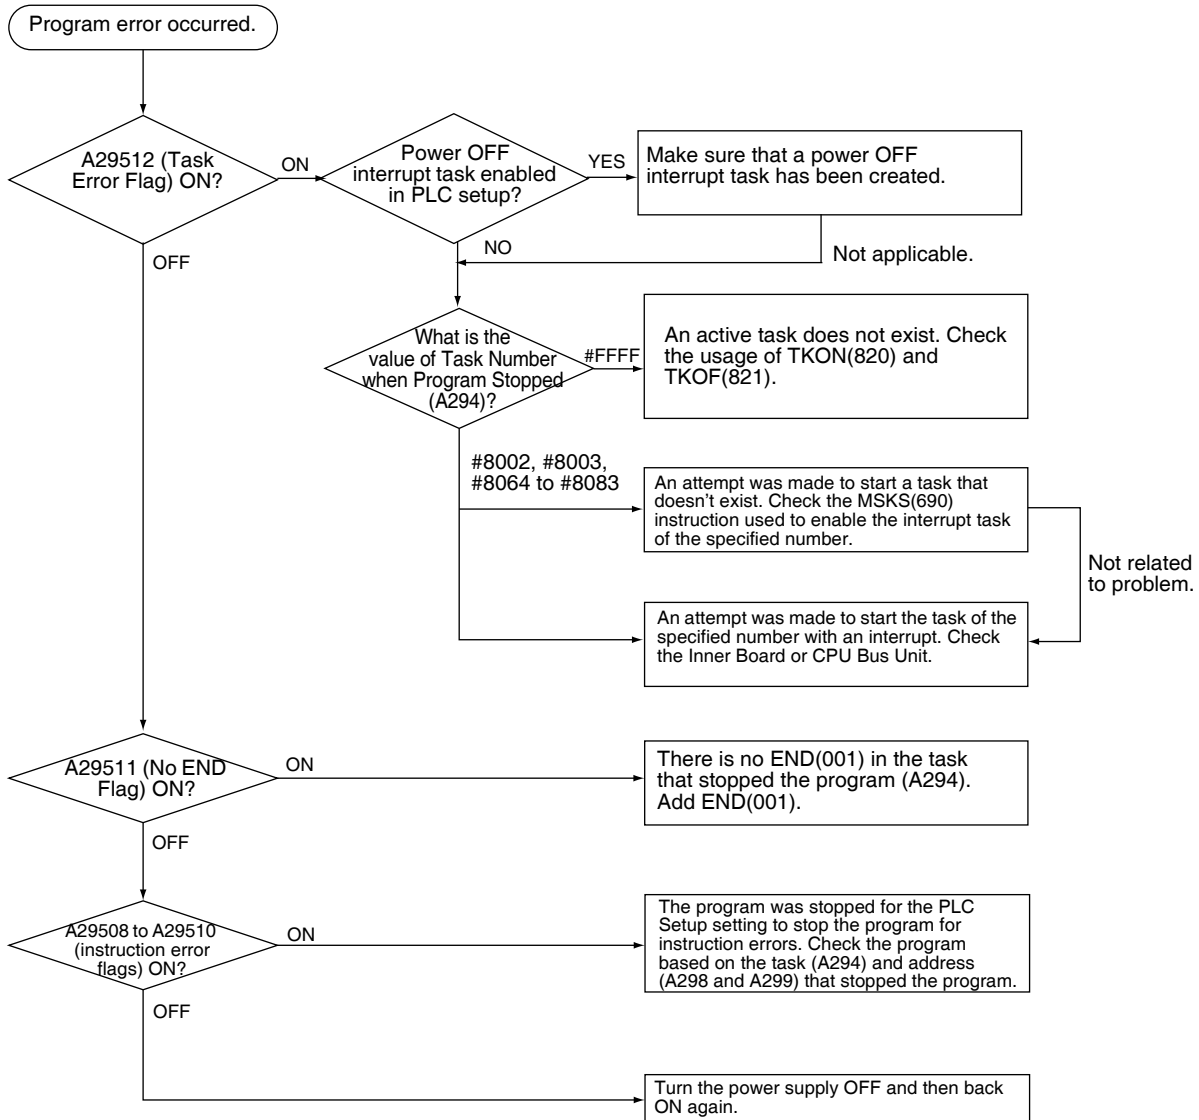 Program error occurred.
A29512 (Task
Error Flag) ON?
ON
Power OFF
interrupt task enabled
in PLC setup?
YES
Make sure that a power OFF
interrupt task has been created.
OFF
NO
Not applicable.
What is the
value of Task Number
when Program Stopped
(A294)?
#FFFF
An active task does not exist. Check
the usage of TKON(820) and
TKOF(821).
#8002, #8003,
#8064 to #8083
An attempt was made to start a task that
doesn't exist. Check the MSKS(690)
instruction used to enable the interrupt task
of the specified number.
Not related
to problem.
An attempt was made to start the task of the
specified number with an interrupt. Check
the Inner Board or CPU Bus Unit.
A29511 (No END
Flag) ON?
ON
There is no END(001) in the task
that stopped the program (A294).
Add END(001).
OFF
A29508 to A29510
(instruction error
flags) ON?
ON
The program was stopped for the PLC
Setup setting to stop the program for
instruction errors. Check the program
based on the task (A294) and address
(A298 and A299) that stopped the program.
OFF
Turn the power supply OFF and then back
ON again.